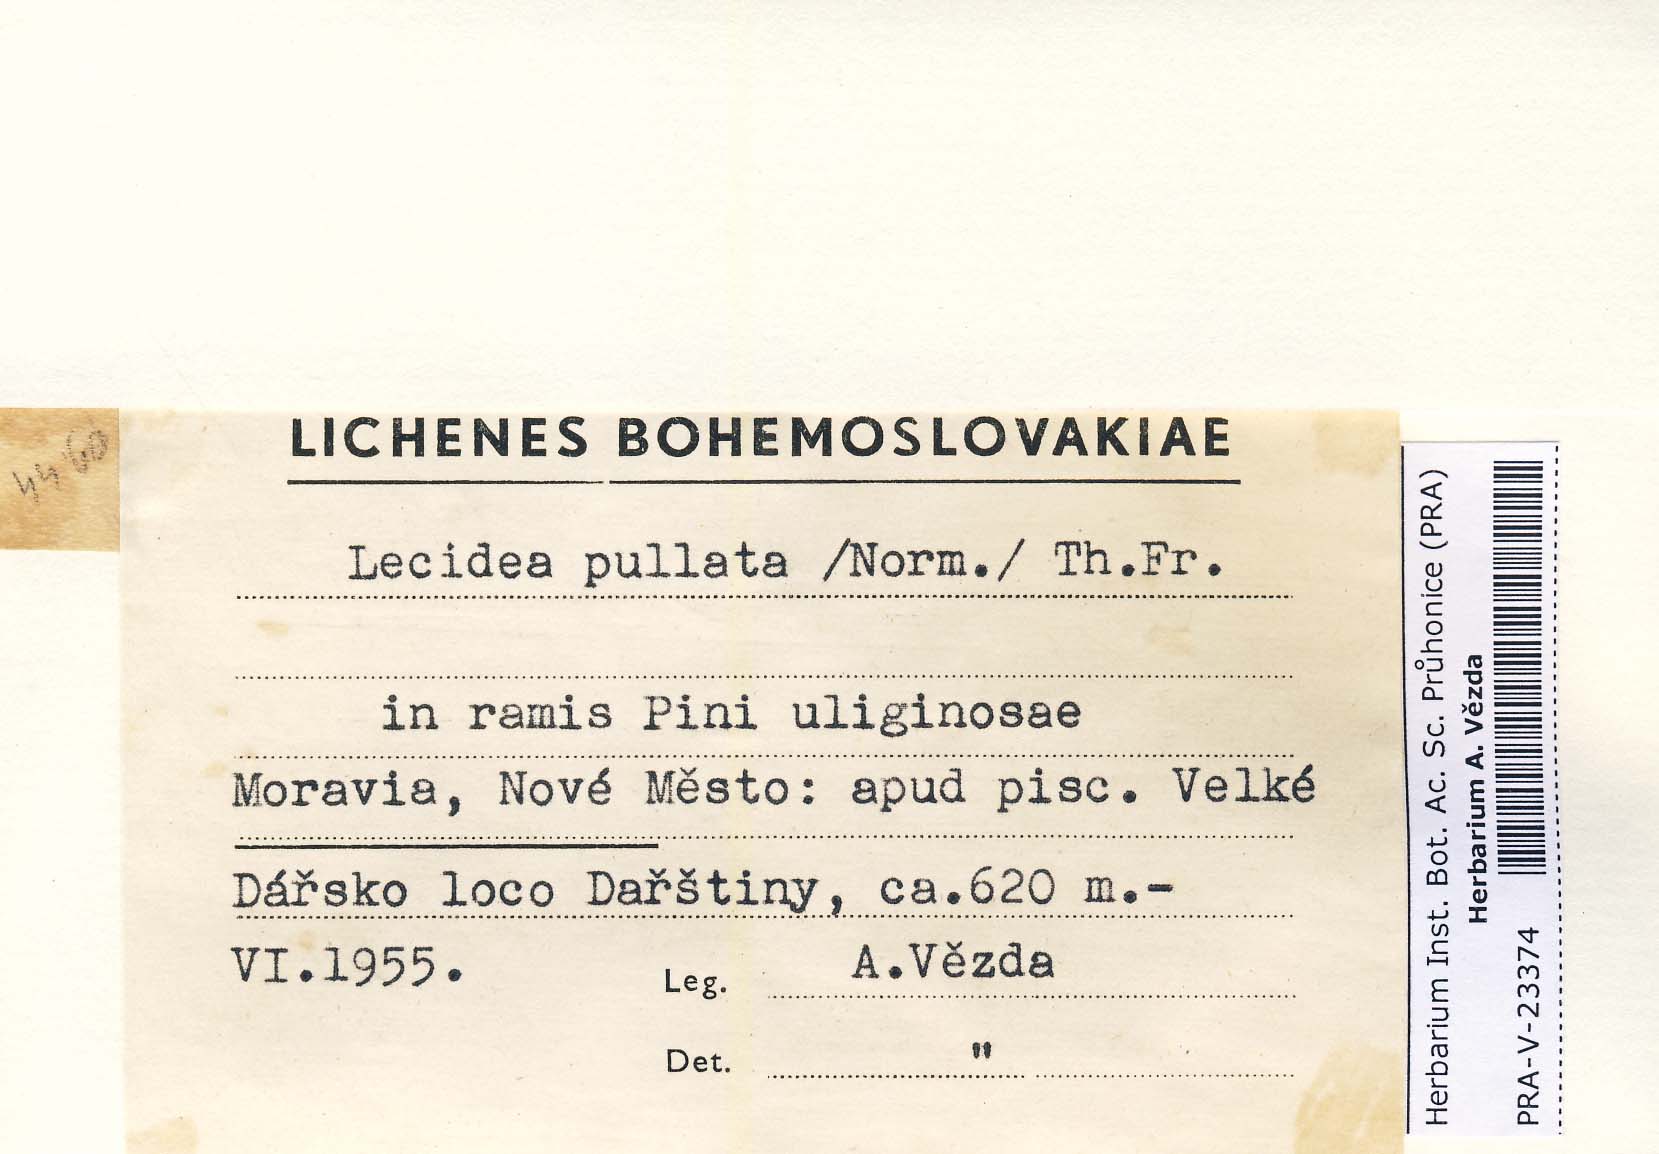 LICHENES BOHEMOSLOVAKIAE
Lecidea pullata /Norm./ Th.Fr.
in ramis Pini uliginosae
Moravia, Nové Město: apud pisc. Velké
Dářsko loco Dařštiny, ca.620 m.-
VI.1955. Leg. A.Vězda
Det. "
4460
Herbarium Inst. Bot. Ac. Sc. Průhonice (PRA)
Herbarium A. Vězda
PRA-V-23374